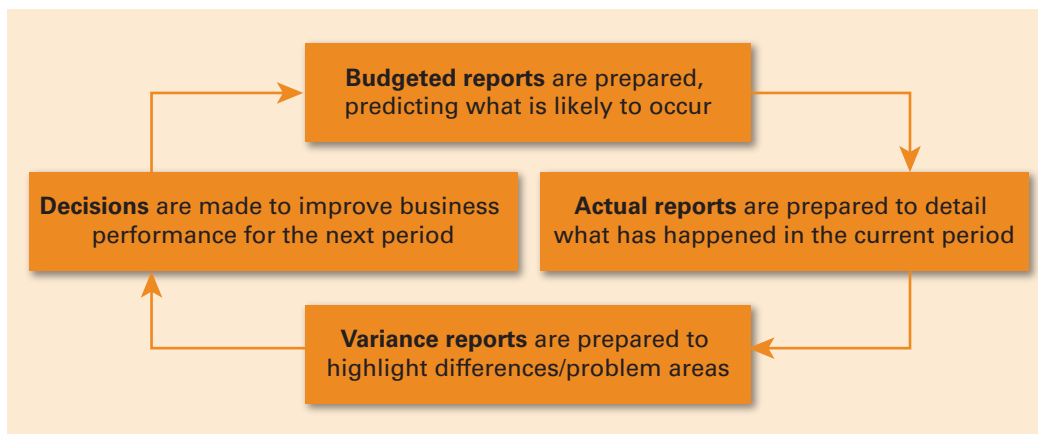 Budgeted reports are prepared,
predicting what is likely to occur
Decisions are made to improve business
performance for the next period
Actual reports are prepared to detail
what has happened in the current period
Variance reports are prepared to
highlight differences/problem areas